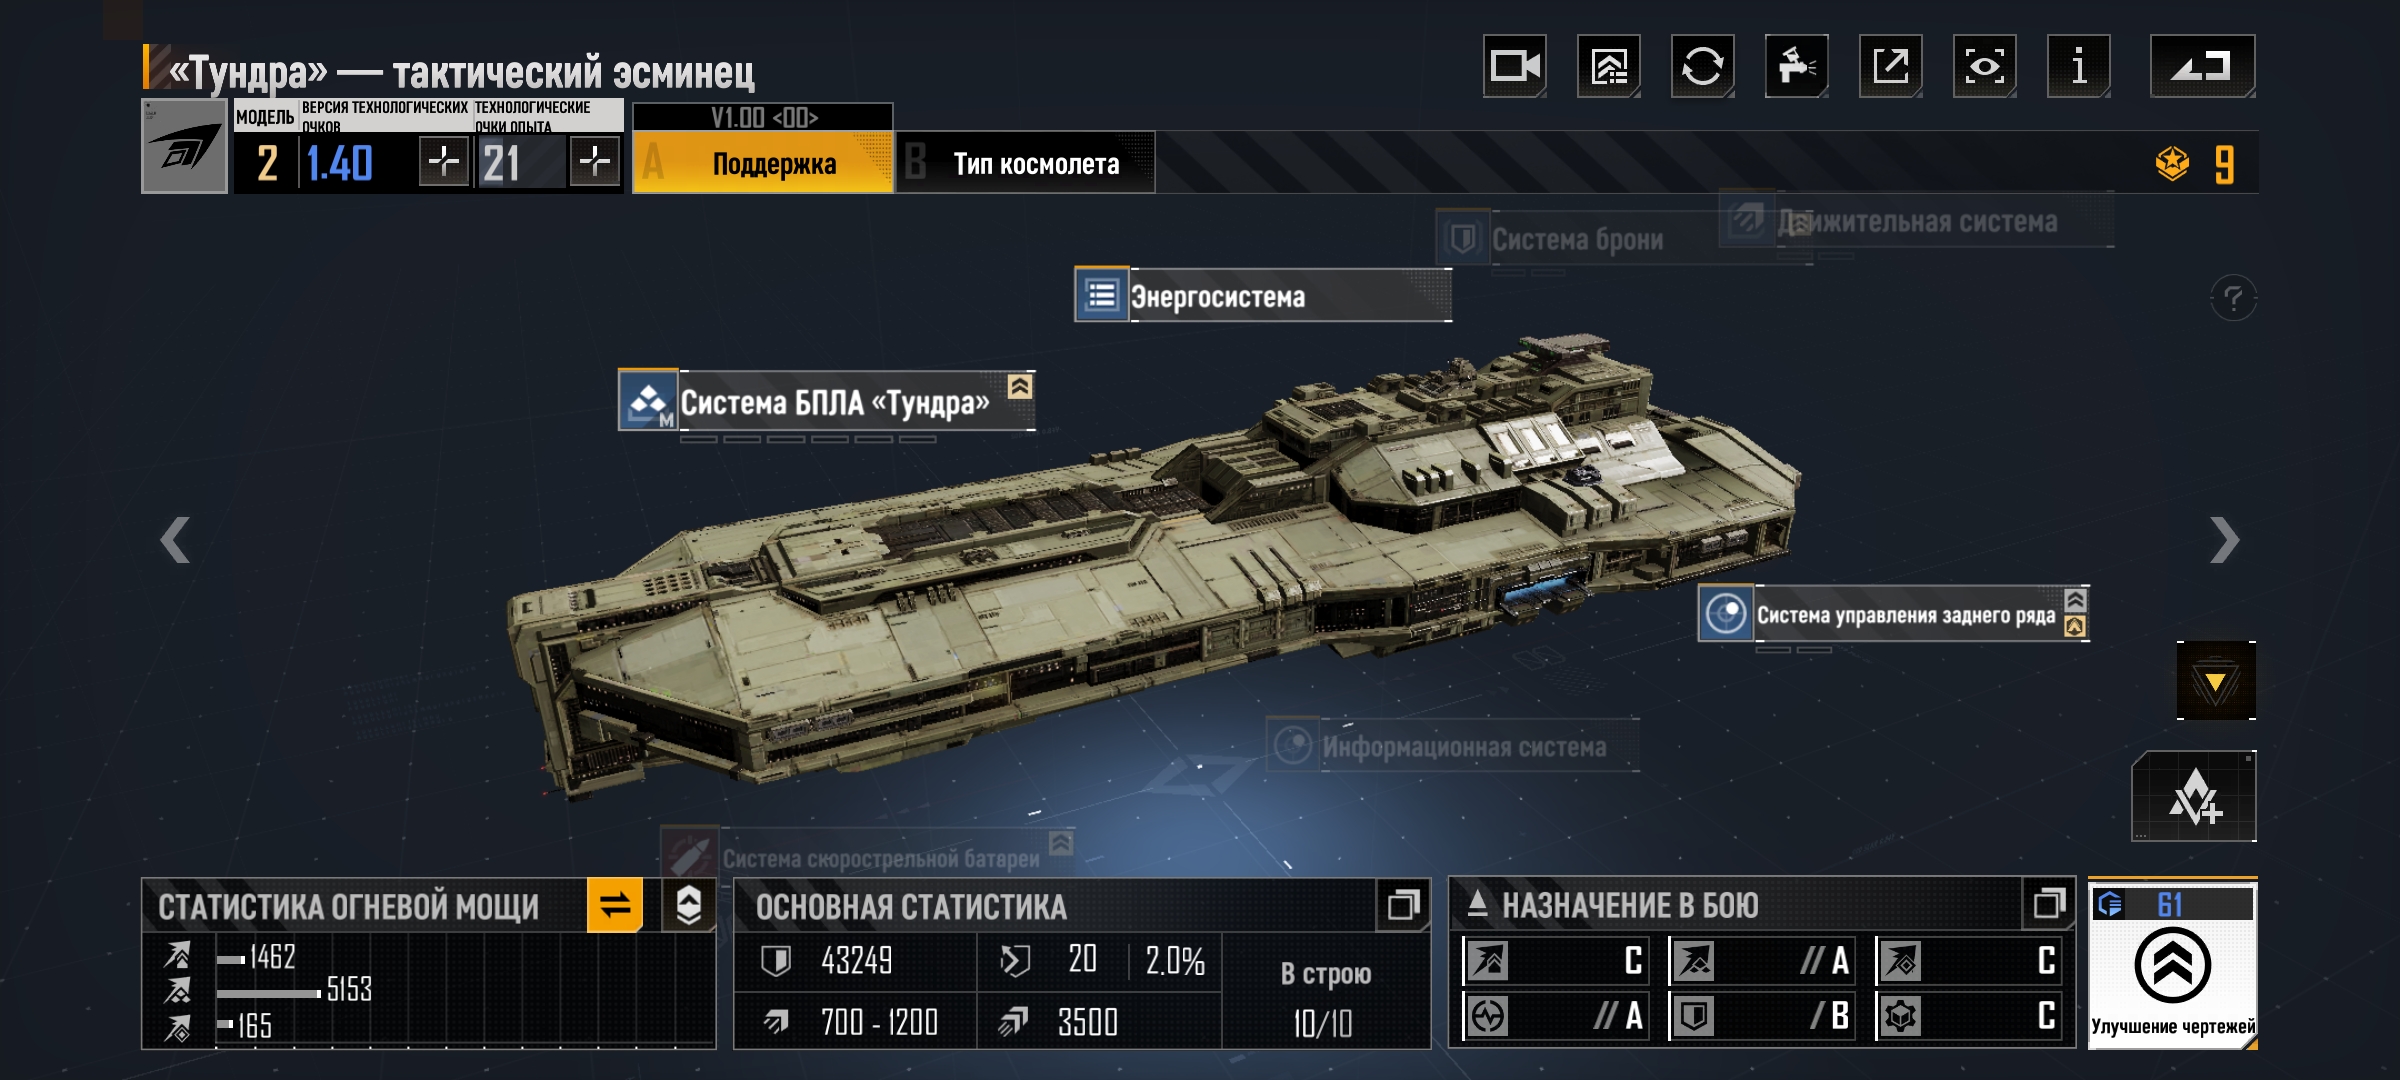 «Тундра» — тактический эсминец
МОДЕЛЬ
ВЕРСИЯ ТЕХНОЛОГИЧЕСКИХ ОЧКОВ
ТЕХНОЛОГИЧЕСКИЕ ОЧКИ ОПЫТА
2
1.40
21
V1.00 <00>
A Поддержка
B Тип космолета
9
Движительная система
Система брони
Энергосистема
M Система БПЛА «Тундра»
Система управления заднего ряда
Информационная система
Система скорострельной батареи
СТАТИСТИКА ОГНЕВОЙ МОЩИ
1462
5153
165
ОСНОВНАЯ СТАТИСТИКА
43249
20
2.0%
700 - 1200
3500
В строю
10/10
НАЗНАЧЕНИЕ В БОЮ
C
// A
C
// A
/ B
C
61
Улучшение чертежей